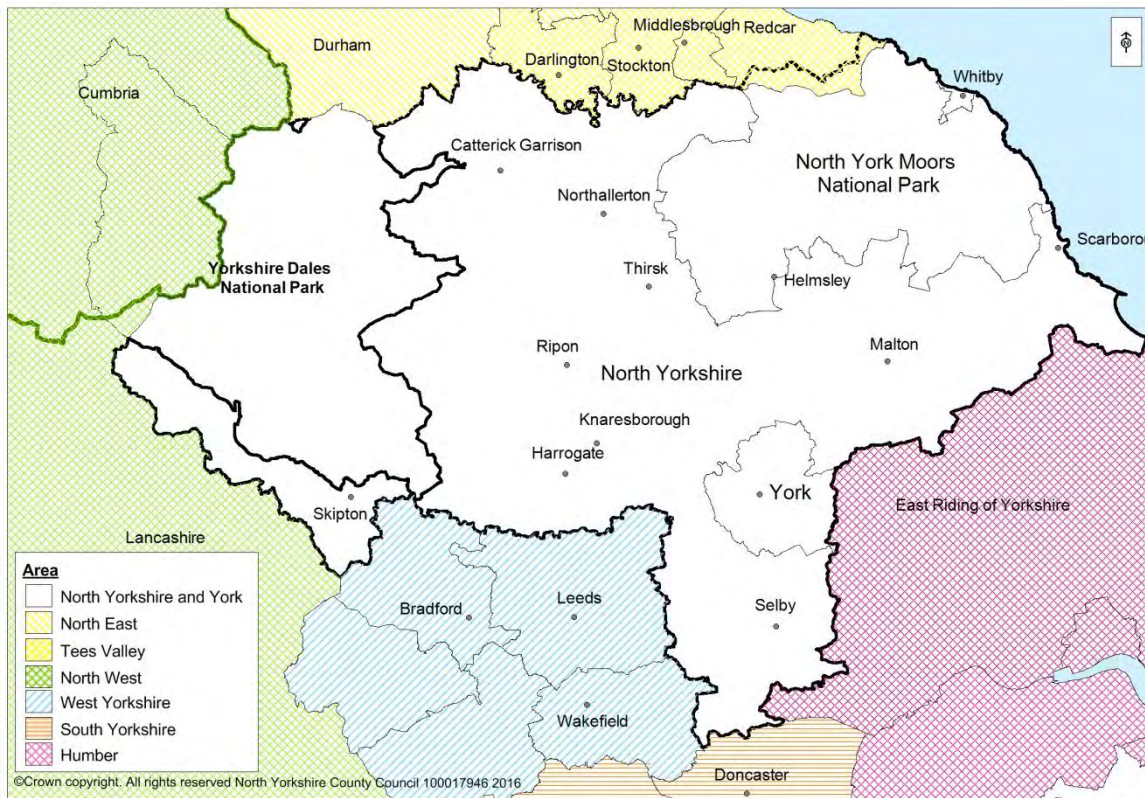 Durham
Middlesbrough
Redcar
Darlington
Stockton
N
Whitby
Cumbria
Catterick Garrison
North York Moors
National Park
Northallerton
Scarboro
Yorkshire Dales
National Park
Thirsk
Helmsley
Ripon
North Yorkshire
Malton
Knaresborough
Harrogate
York
Skipton
East Riding of Yorkshire
Lancashire
Bradford
Leeds
Selby
Wakefield
Doncaster
Area
North Yorkshire and York
North East
Tees Valley
North West
West Yorkshire
South Yorkshire
Humber
©Crown copyright. All rights reserved North Yorkshire County Council 100017946 2016